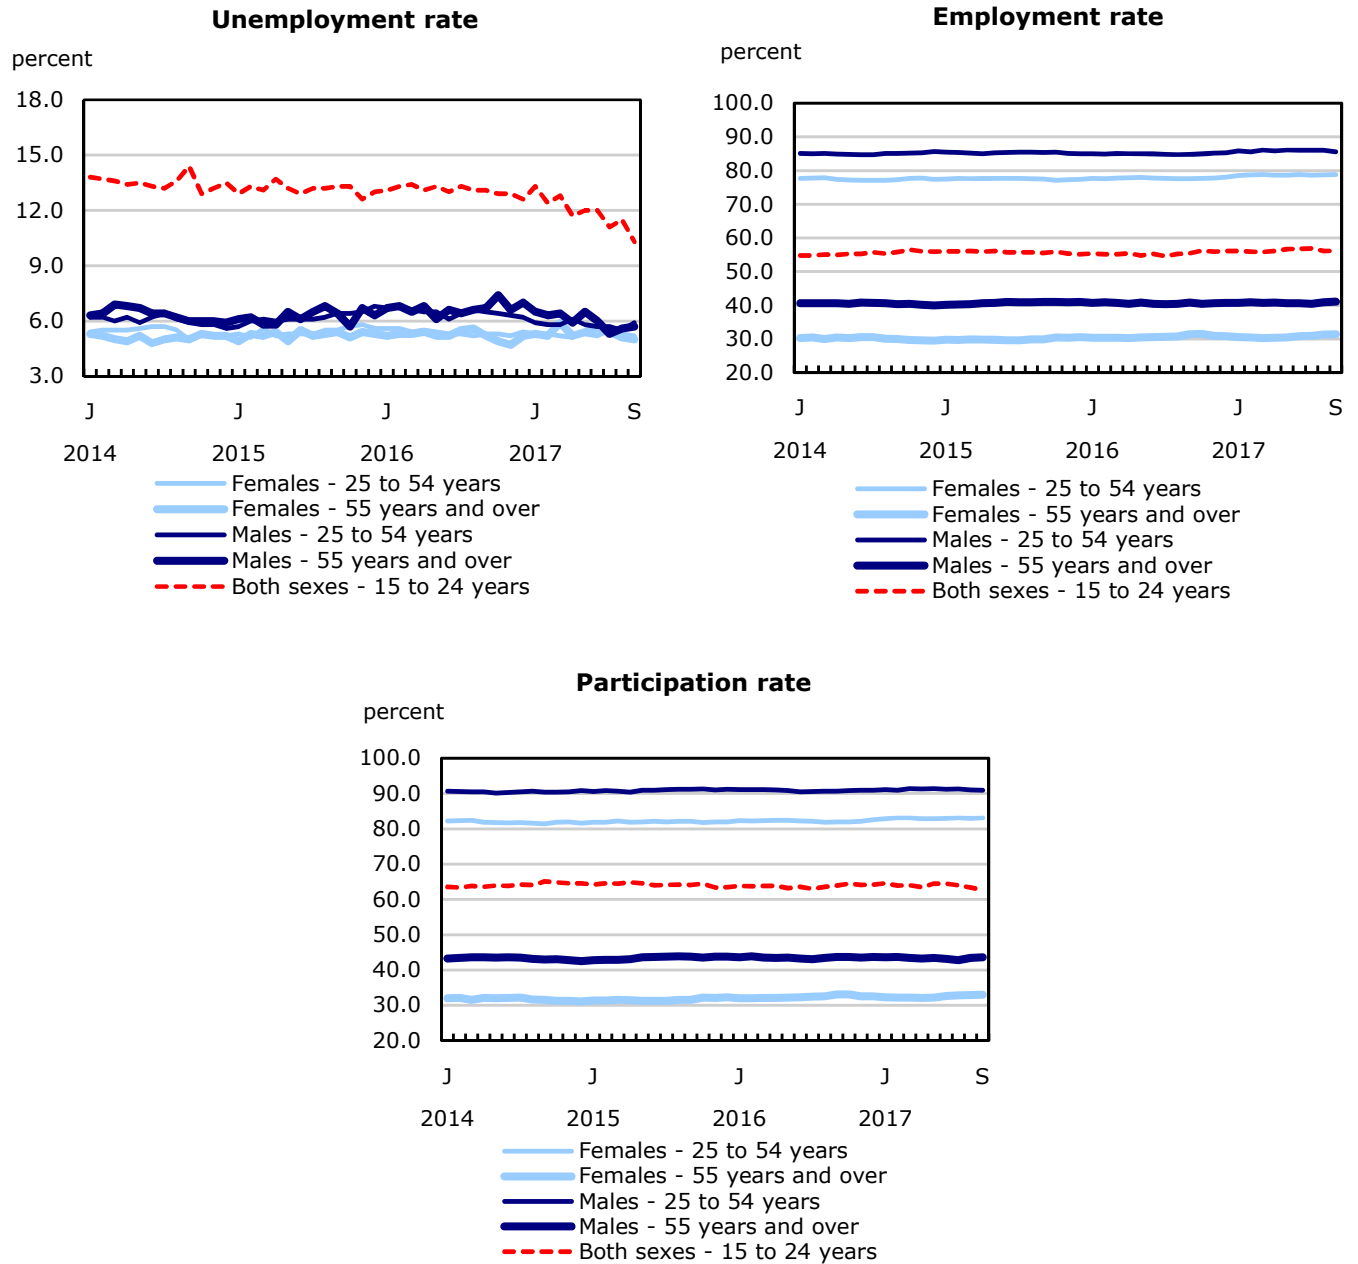 Unemployment rate
percent
18.0
15.0
12.0
9.0
6.0
3.0
J J J J S
2014 2015 2016 2017
Females - 25 to 54 years
Females - 55 years and over
Males - 25 to 54 years
Males - 55 years and over
Both sexes - 15 to 24 years
Employment rate
percent
100.0
90.0
80.0
70.0
60.0
50.0
40.0
30.0
20.0
J J J J S
2014 2015 2016 2017
Females - 25 to 54 years
Females - 55 years and over
Males - 25 to 54 years
Males - 55 years and over
Both sexes - 15 to 24 years
Participation rate
percent
100.0
90.0
80.0
70.0
60.0
50.0
40.0
30.0
20.0
J J J J S
2014 2015 2016 2017
Females - 25 to 54 years
Females - 55 years and over
Males - 25 to 54 years
Males - 55 years and over
Both sexes - 15 to 24 years